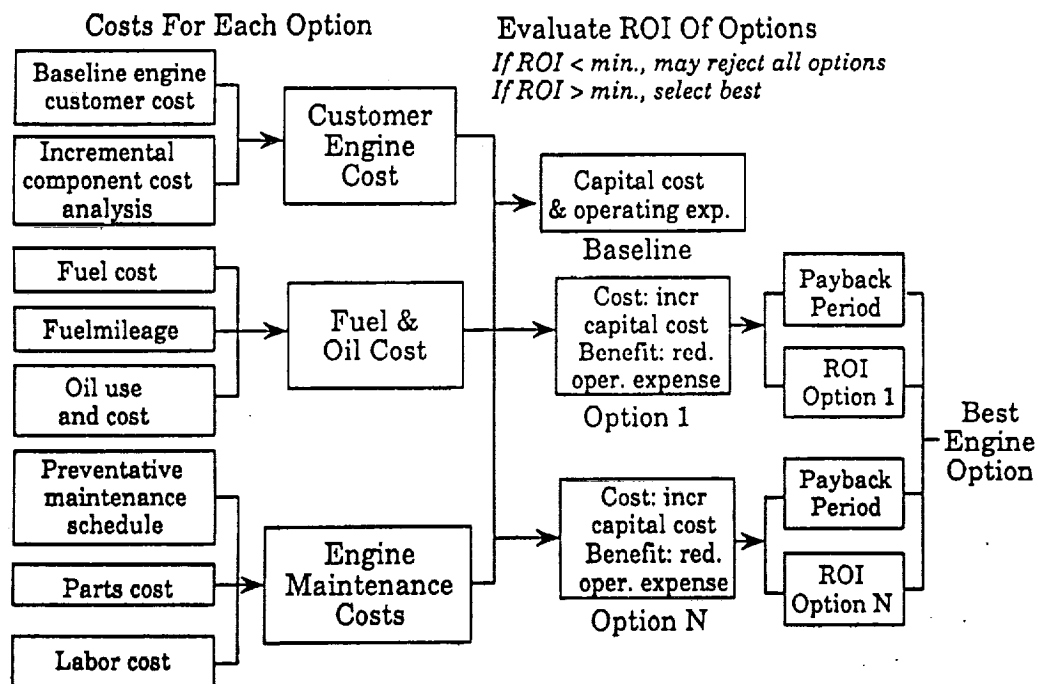 Costs For Each Option
Evaluate ROI Of Options
If ROI < min., may reject all options
If ROI > min., select best
Baseline engine
customer cost
Incremental
component cost
analysis
Customer
Engine
Cost
Fuel cost
Fuelmileage
Oil use
and cost
Fuel &
Oil Cost
Preventative
maintenance
schedule
Parts cost
Labor cost
Engine
Maintenance
Costs
Capital cost
& operating exp.
Baseline
Cost: incr
capital cost
Benefit: red.
oper. expense
Option 1
Payback
Period
ROI
Option 1
Cost: incr
capital cost
Benefit: red.
oper. expense
Option N
Payback
Period
ROI
Option N
Best
Engine
Option